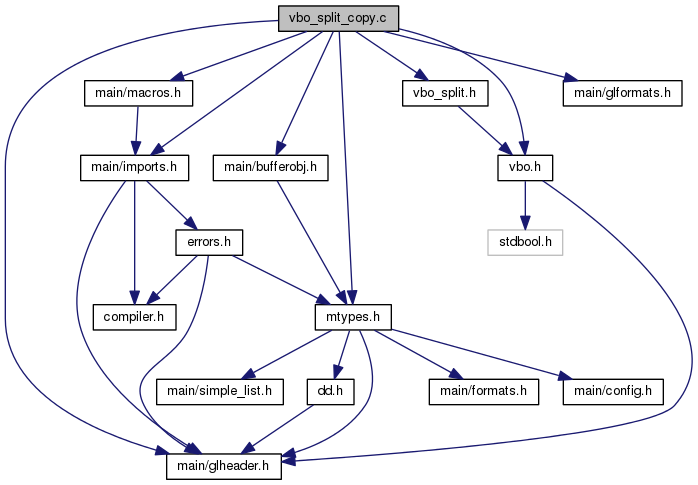 vbo_split_copy.c
main/macros.h
vbo_split.h
main/glformats.h
main/imports.h
main/bufferobj.h
vbo.h
errors.h
stdbool.h
compiler.h
mtypes.h
main/simple_list.h
dd.h
main/formats.h
main/config.h
main/glheader.h